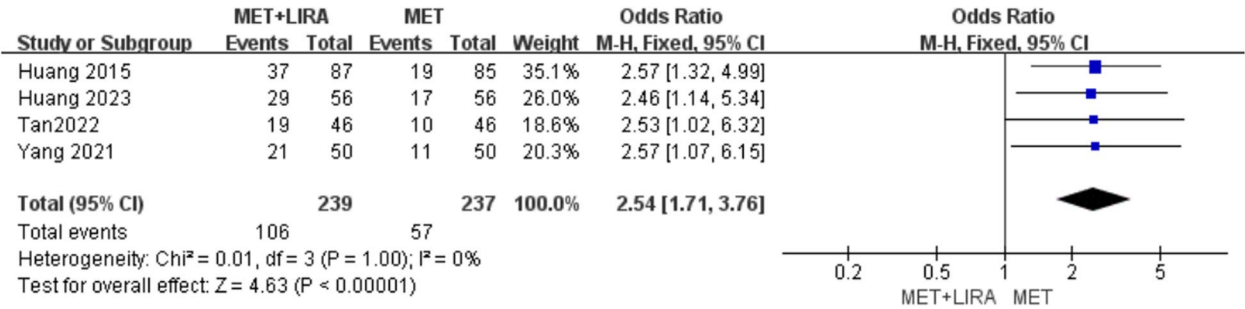 MET+LIRA MET Odds Ratio Odds Ratio
Study or Subgroup Events Total Events Total Weight M-H, Fixed, 95% CI M-H, Fixed, 95% CI
Huang 2015 37 87 19 85 35.1% 2.57 [1.32, 4.99]
Huang 2023 29 56 17 56 26.0% 2.46 [1.14, 5.34]
Tan2022 19 46 10 46 18.6% 2.53 [1.02, 6.32]
Yang 2021 21 50 11 50 20.3% 2.57 [1.07, 6.15]
Total (95% CI) 239 237 100.0% 2.54 [1.71, 3.76]
Total events 106 57
Heterogeneity: Chi² = 0.01, df = 3 (P = 1.00); I² = 0%
Test for overall effect: Z = 4.63 (P < 0.00001)
0.2 0.5 1 2 5
MET+LIRA MET